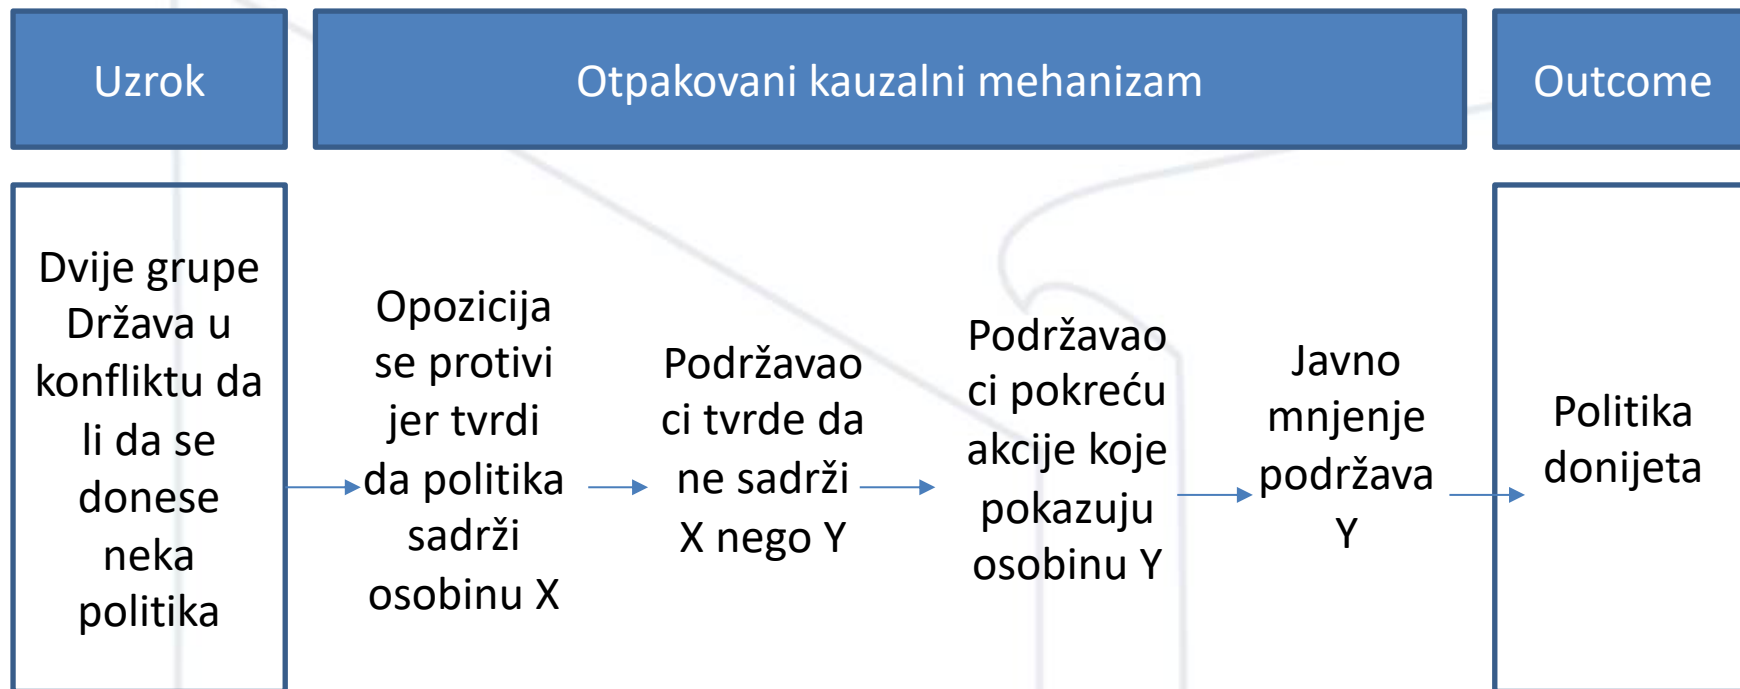 Uzrok
Otpakovani kauzalni mehanizam
Outcome
Dvije grupe
Država u
konfliktu da
li da se
donese
neka
politika
Opozicija
se protivi
jer tvrdi
da politika
sadrži
osobinu X
Podržavao
ci tvrde da
ne sadrži
X nego Y
Podržavao
ci pokreću
akcije koje
pokazuju
osobinu Y
Javno
mnjenje
podržava
Y
Politika
donijeta